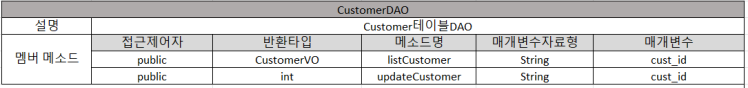 CustomerDAO
설명 Customer테이블DAO
멤버 메소드 접근제어자 반환타입 메소드명 매개변수자료형 매개변수
public CustomerVO listCustomer String cust_id
public int updateCustomer String cust_id